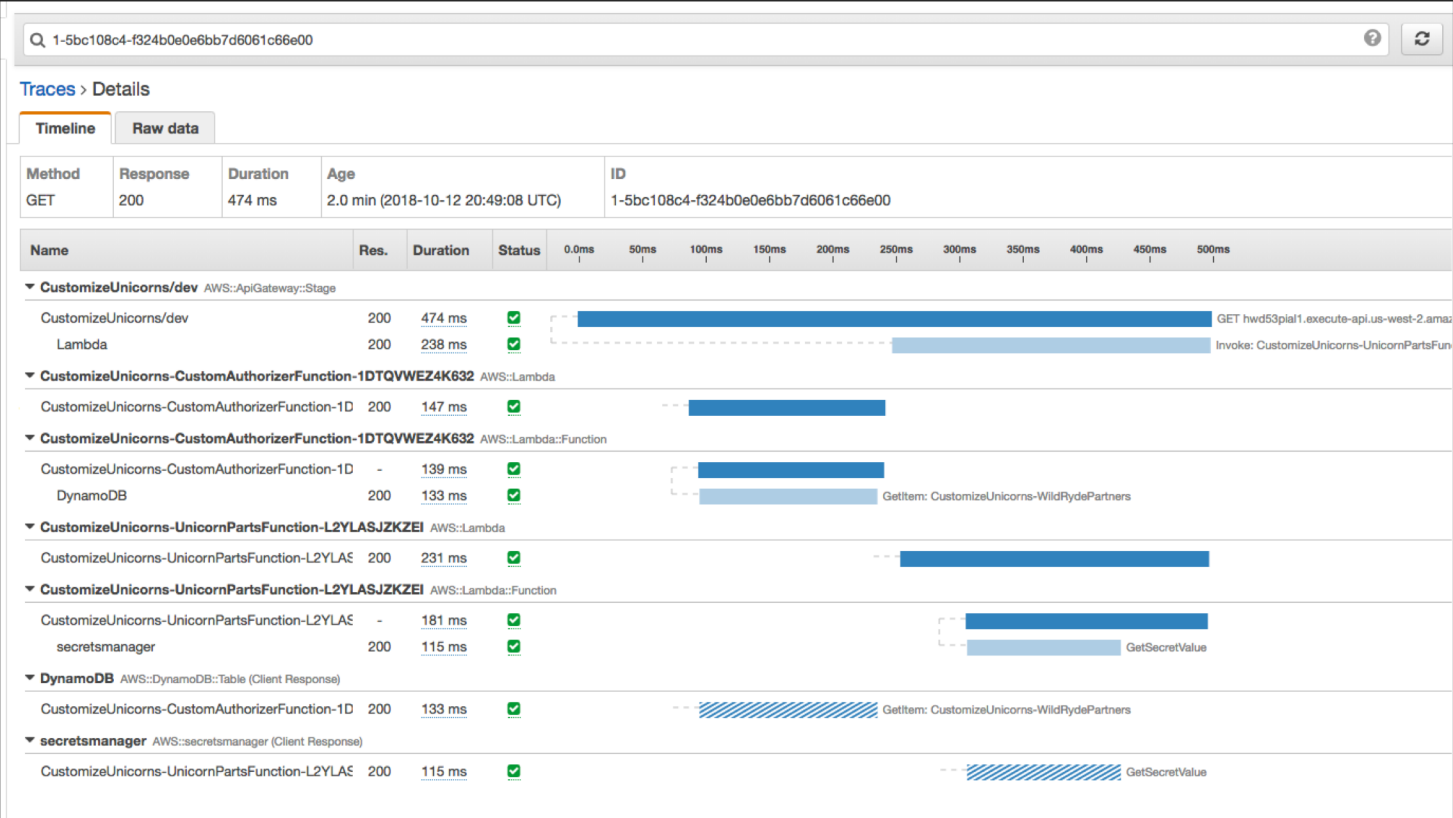 1-5bc108c4-f324b0e0e6bb7d6061c66e00
Traces > Details
Timeline Raw data
Method Response Duration Age ID
GET 200 474 ms 2.0 min (2018-10-12 20:49:08 UTC) 1-5bc108c4-f324b0e0e6bb7d6061c66e00
Name Res. Duration Status 0.0ms 50ms 100ms 150ms 200ms 250ms 300ms 350ms 400ms 450ms 500ms
CustomizeUnicorns/dev AWS::ApiGateway::Stage
CustomizeUnicorns/dev 200 474 ms GET hwd53pial1.execute-api.us-west-2.amaz
Lambda 200 238 ms Invoke: CustomizeUnicorns-UnicornPartsFun
CustomizeUnicorns-CustomAuthorizerFunction-1DTQVWEZ4K632 AWS::Lambda
CustomizeUnicorns-CustomAuthorizerFunction-1D 200 147 ms
CustomizeUnicorns-CustomAuthorizerFunction-1DTQVWEZ4K632 AWS::Lambda::Function
CustomizeUnicorns-CustomAuthorizerFunction-1D - 139 ms
DynamoDB 200 133 ms GetItem: CustomizeUnicorns-WildRydePartners
CustomizeUnicorns-UnicornPartsFunction-L2YLASJZKZEI AWS::Lambda
CustomizeUnicorns-UnicornPartsFunction-L2YLAS 200 231 ms
CustomizeUnicorns-UnicornPartsFunction-L2YLASJZKZEI AWS::Lambda::Function
CustomizeUnicorns-UnicornPartsFunction-L2YLAS - 181 ms
secretsmanager 200 115 ms GetSecretValue
DynamoDB AWS::DynamoDB::Table (Client Response)
CustomizeUnicorns-CustomAuthorizerFunction-1D 200 133 ms GetItem: CustomizeUnicorns-WildRydePartners
secretsmanager AWS::secretsmanager (Client Response)
CustomizeUnicorns-UnicornPartsFunction-L2YLAS 200 115 ms GetSecretValue